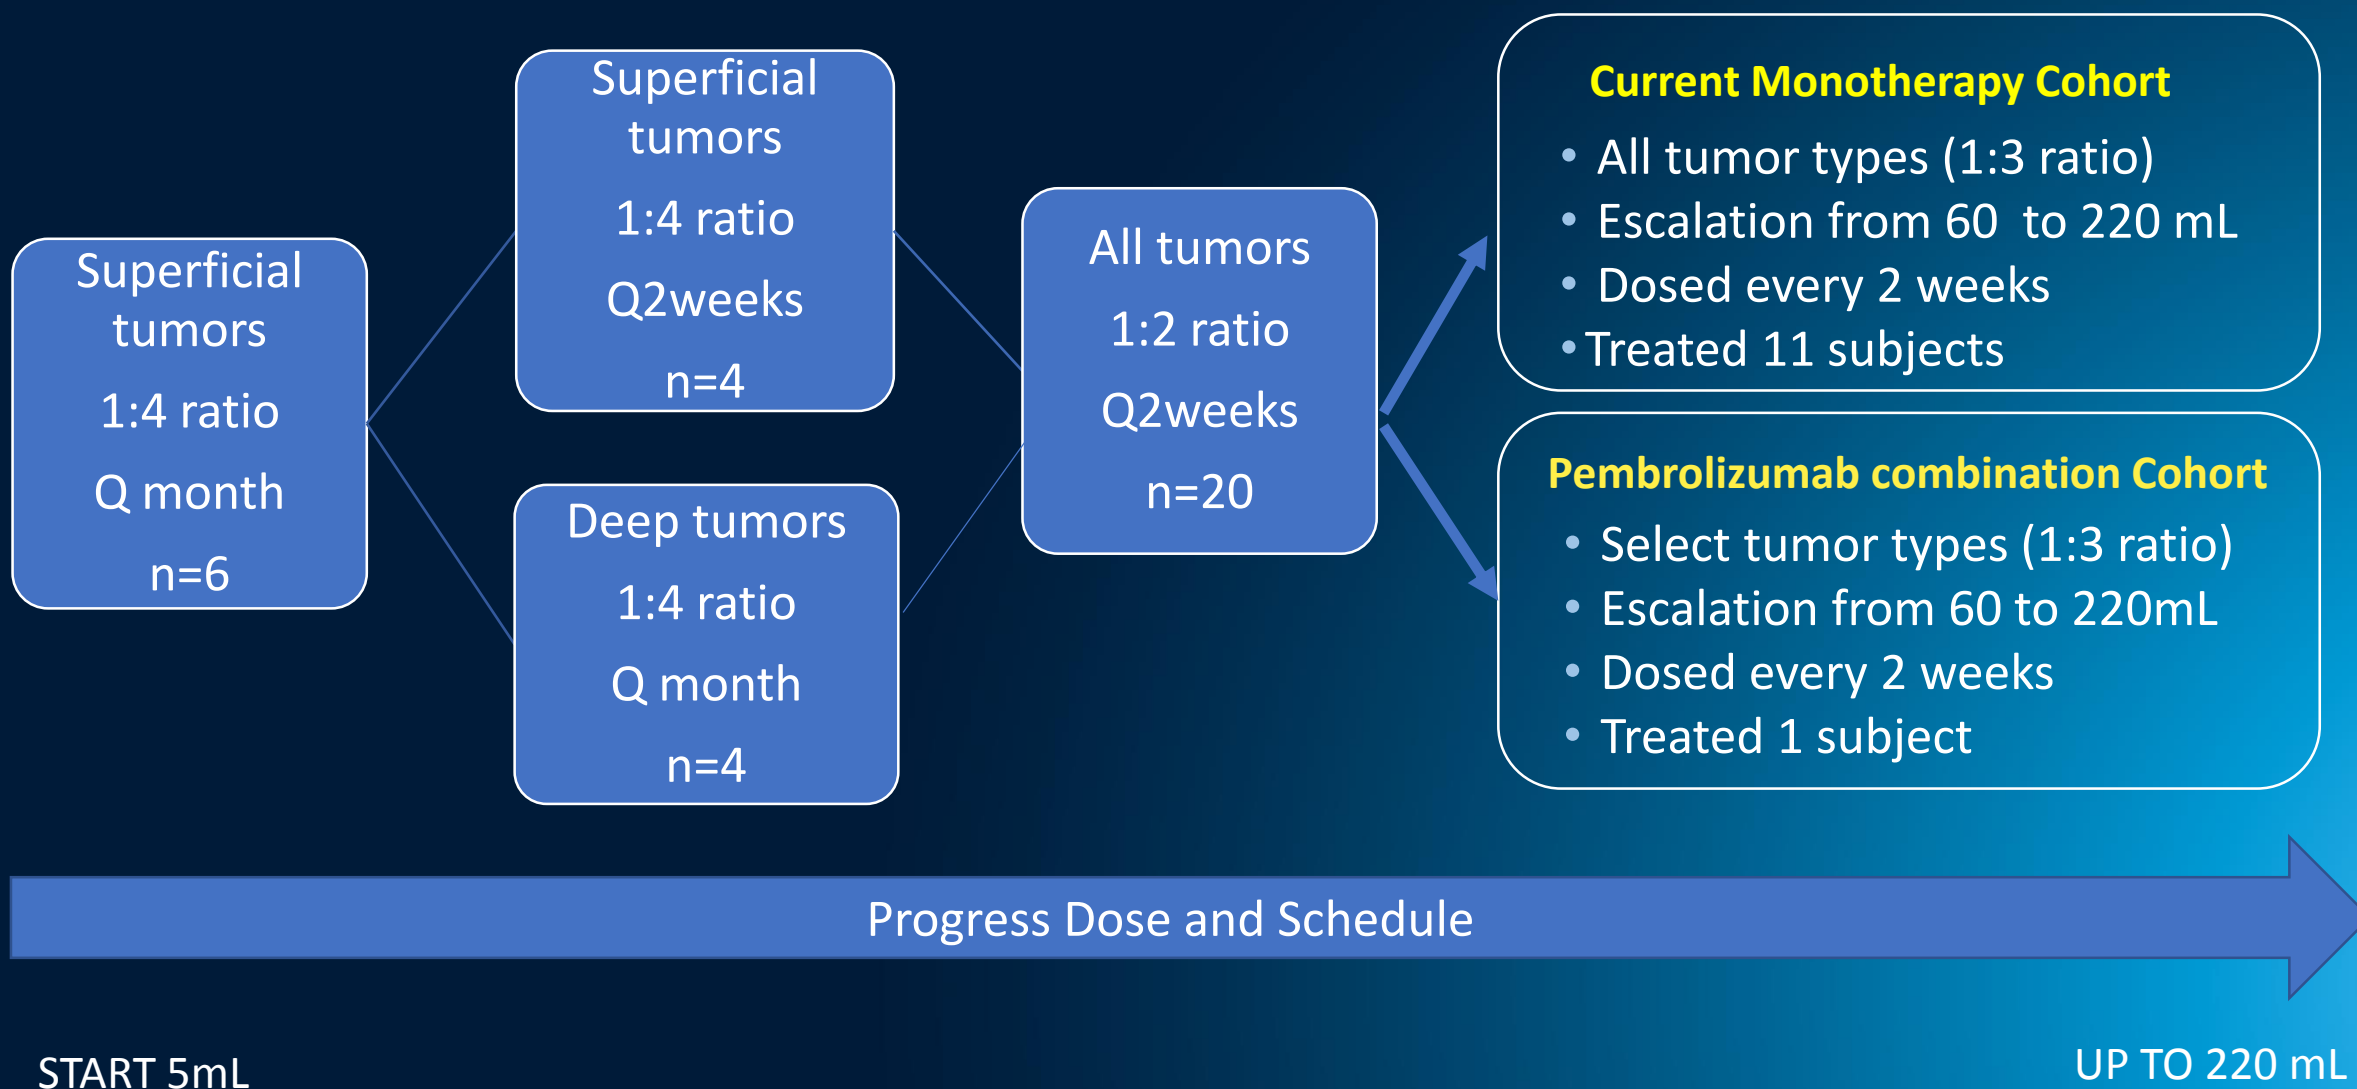 Superficial
tumors
1:4 ratio
Q month
n=6
Superficial
tumors
1:4 ratio
Q2weeks
n=4
Deep tumors
1:4 ratio
Q month
n=4
All tumors
1:2 ratio
Q2weeks
n=20
Current Monotherapy Cohort
• All tumor types (1:3 ratio)
• Escalation from 60 to 220 mL
• Dosed every 2 weeks
• Treated 11 subjects
Pembrolizumab combination Cohort
• Select tumor types (1:3 ratio)
• Escalation from 60 to 220mL
• Dosed every 2 weeks
• Treated 1 subject
Progress Dose and Schedule
START 5mL
UP TO 220 mL